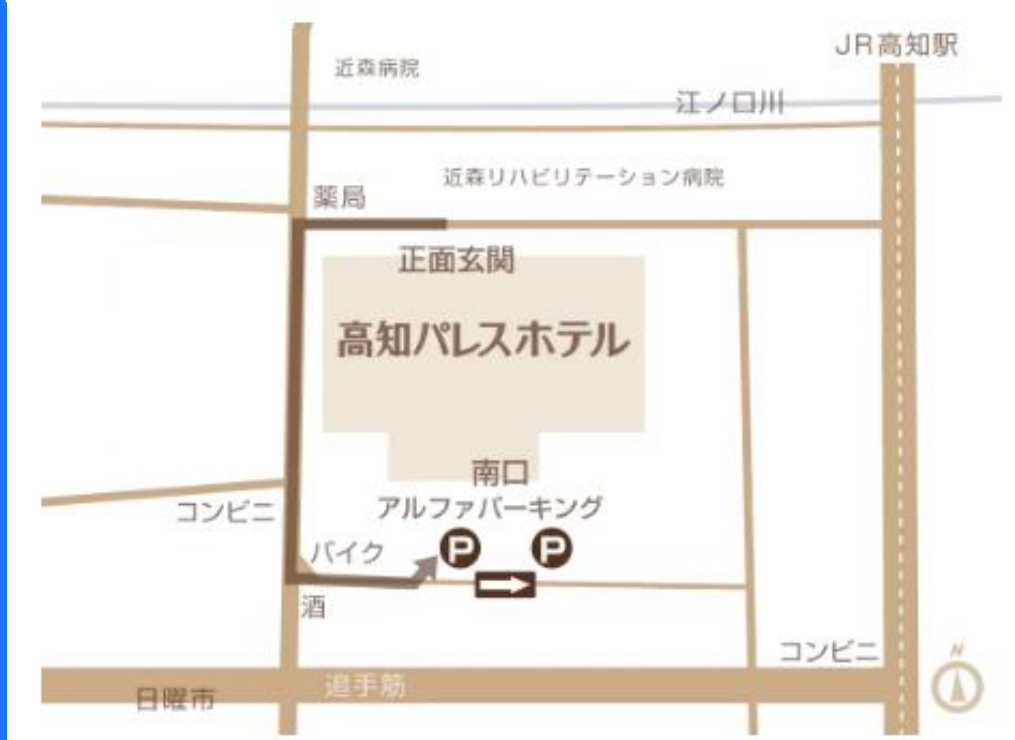 JR高知駅
近森病院
江ノ口川
近森リハビリテーション病院
薬局
正面玄関
高知パレスホテル
南口
コンビニ
アルファパーキング
バイク
P
P
酒
コンビニ
N
日曜市
追手筋